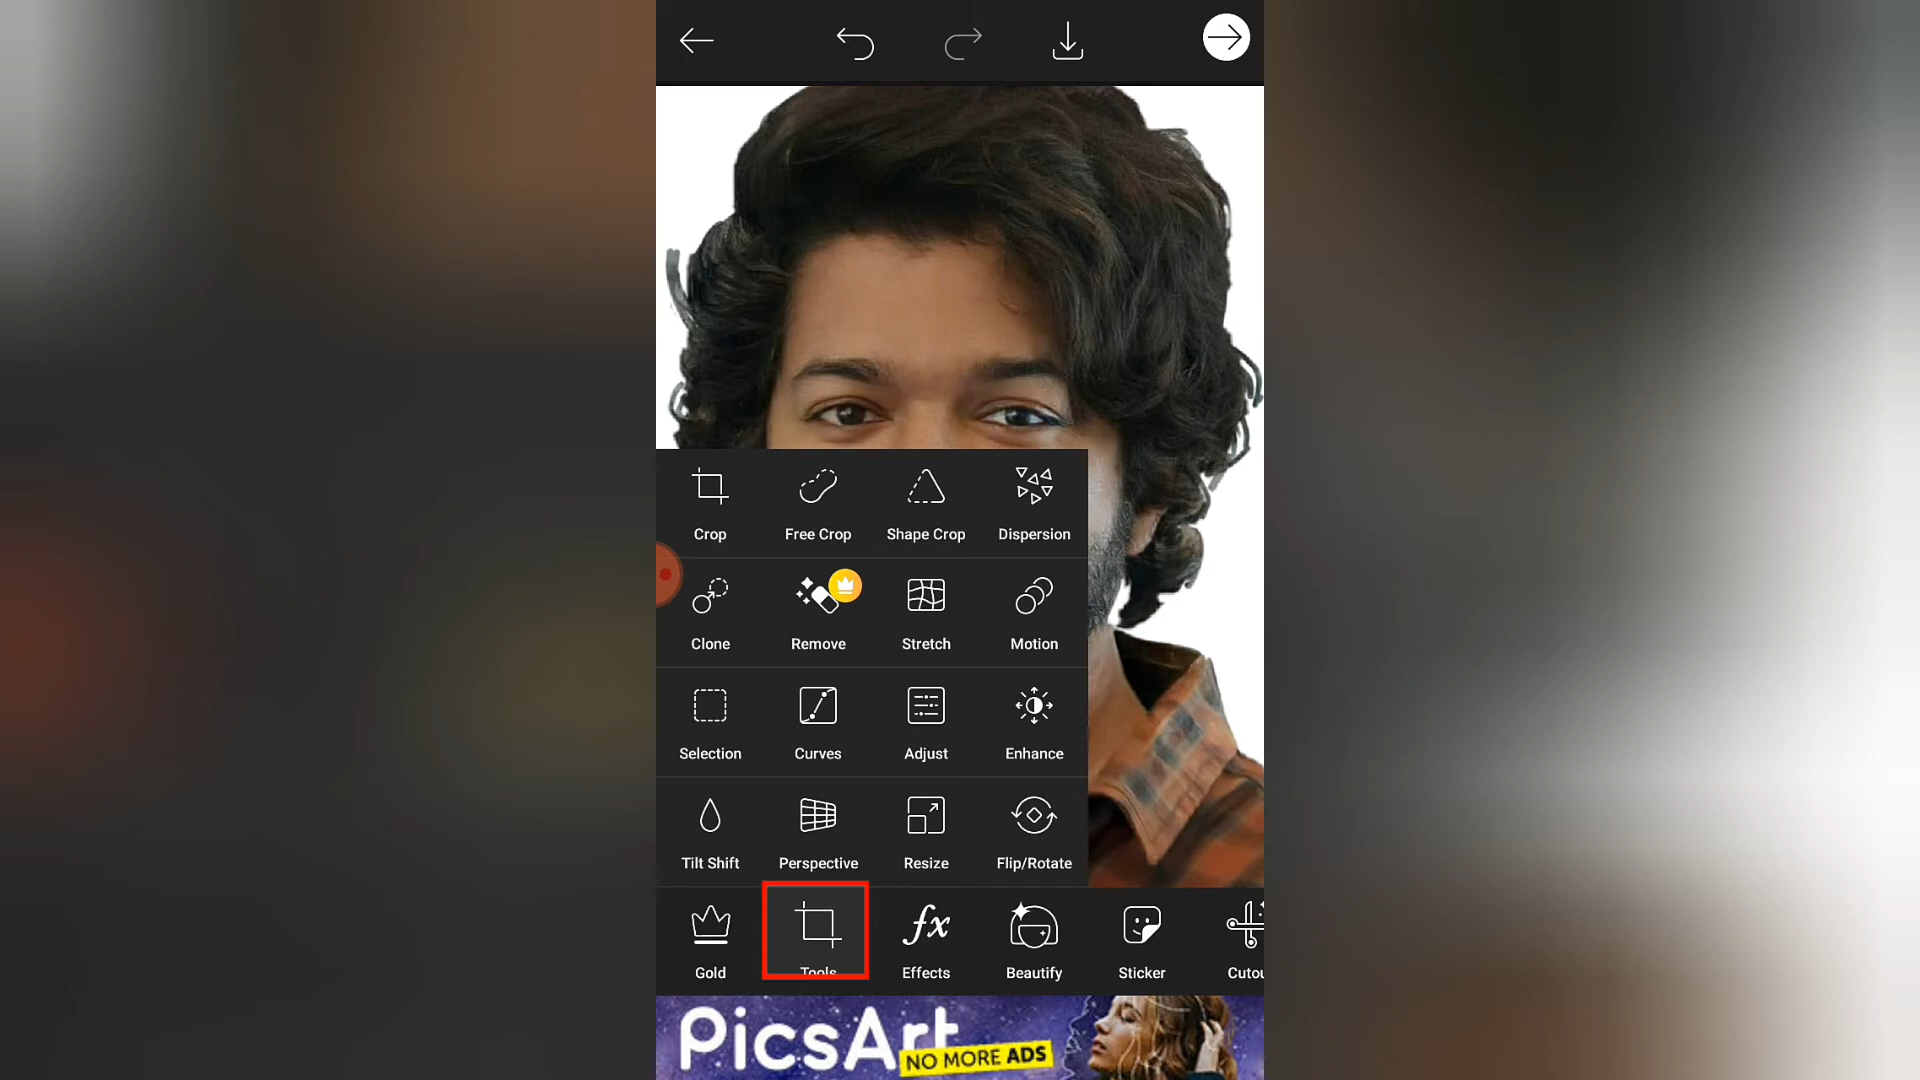 Crop Free Crop Shape Crop Dispersion
Clone Remove Stretch Motion
Selection Curves Adjust Enhance
Tilt Shift Perspective Resize Flip/Rotate
Gold Tools fx Effects Beautify Sticker Cutou
PicsArt
NO MORE ADS